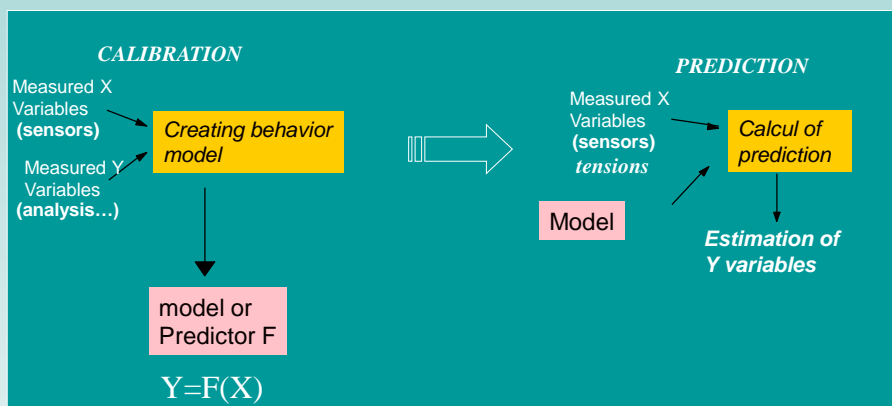 CALIBRATION
Measured X
Variables
(sensors)
Creating behavior
model
Measured Y
Variables
(analysis…)
model or
Predictor F
Y=F(X)
PREDICTION
Measured X
Variables
(sensors)
tensions
Calcul of
prediction
Model
Estimation of
Y variables